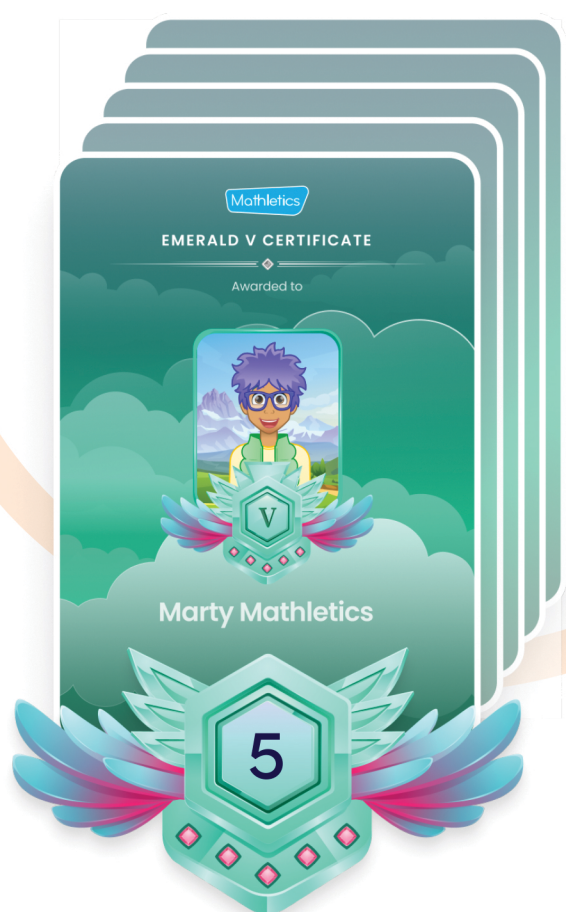 Mathletics
EMERALD V CERTIFICATE
Awarded to
V
Marty Mathletics
5